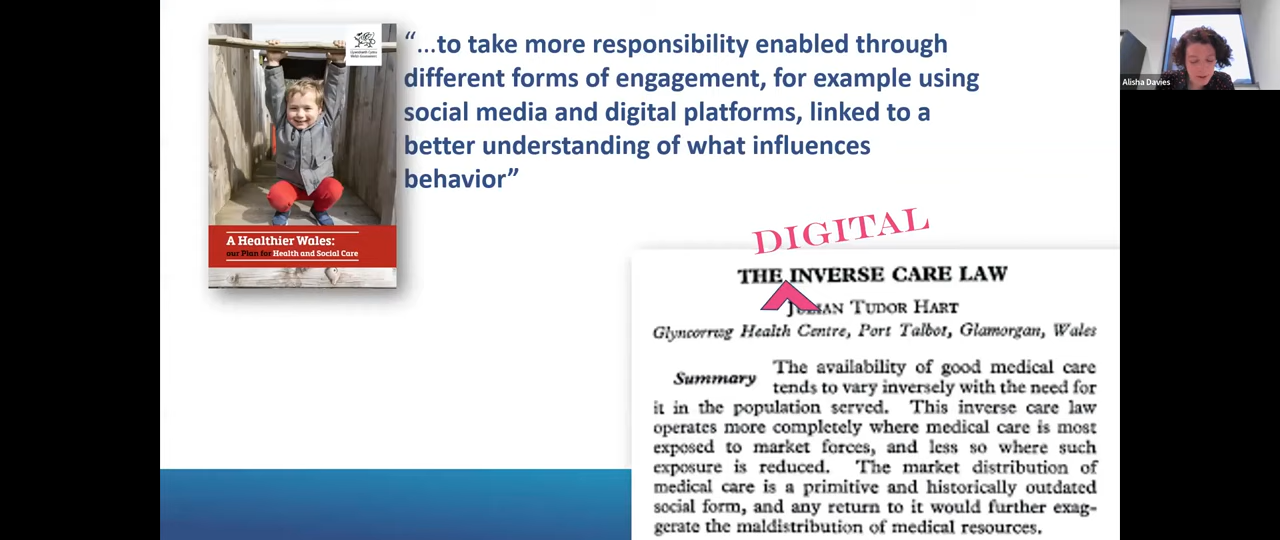 “...to take more responsibility enabled through
different forms of engagement, for example using
social media and digital platforms, linked to a
better understanding of what influences
behavior”
Alisha Davies
A Healthier Wales:
our Plan for Health and Social Care
DIGITAL
THE INVERSE CARE LAW
JULIAN TUDOR HART
Glyncorrwg Health Centre, Port Talbot, Glamorgan, Wales
Summary The availability of good medical care
tends to vary inversely with the need for
it in the population served. This inverse care law
operates more completely where medical care is most
exposed to market forces, and less so where such
exposure is reduced. The market distribution of
medical care is a primitive and historically outdated
social form, and any return to it would further exag-
gerate the maldistribution of medical resources.